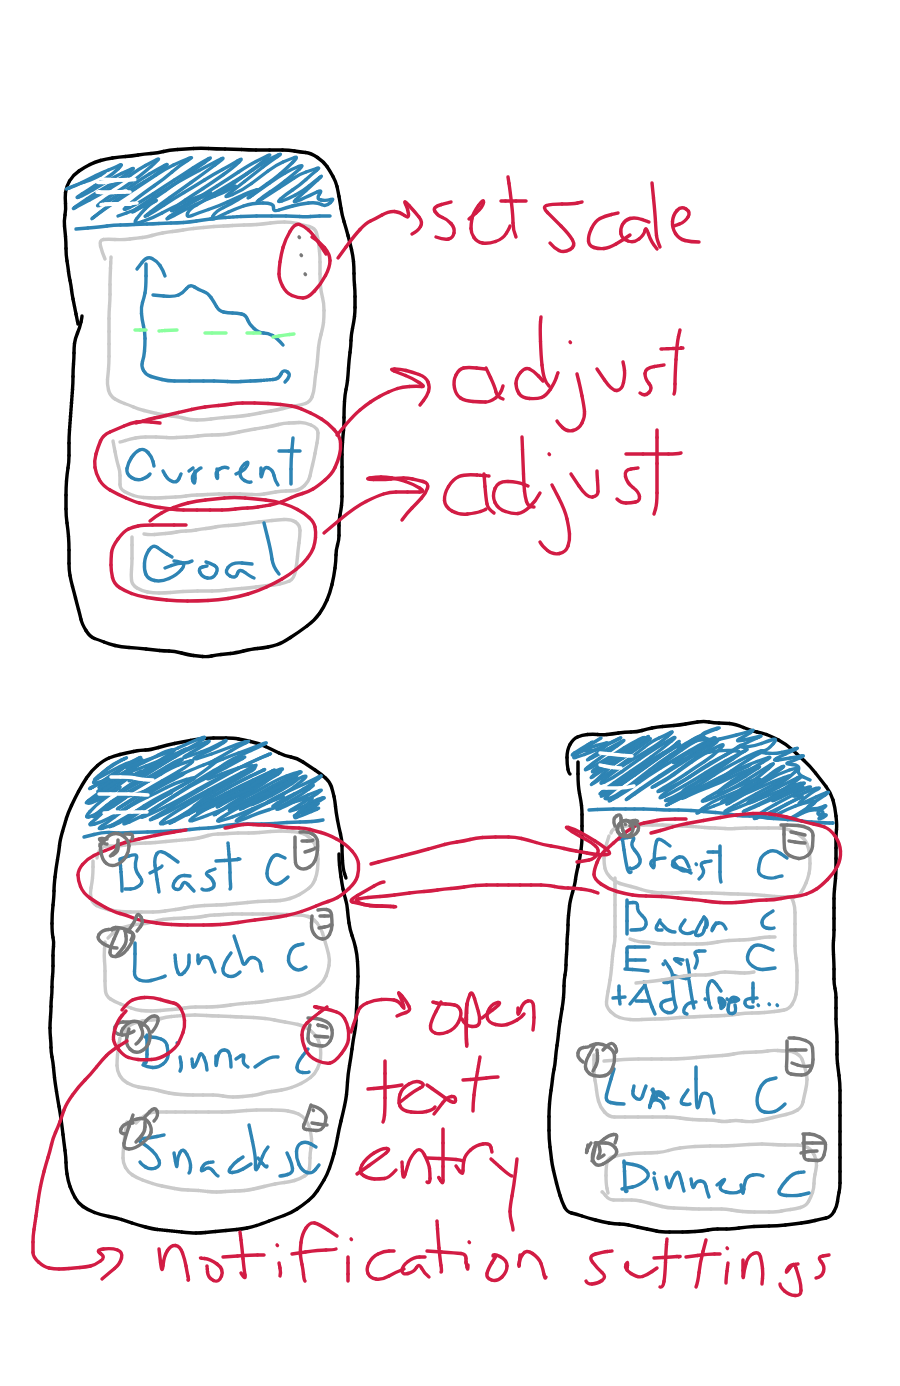 set scale
adjust
adjust
Current
Goal
Bfast C
Lunch C
Dinner C
Snacks C
open
text
entry
Bfast C
Bacon C
Eggs C
+Add food...
Lunch C
Dinner C
notification settings